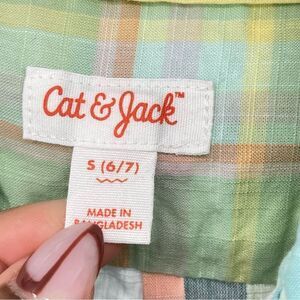 Cat & Jack™
S (6/7)
MADE IN
BANGLADESH